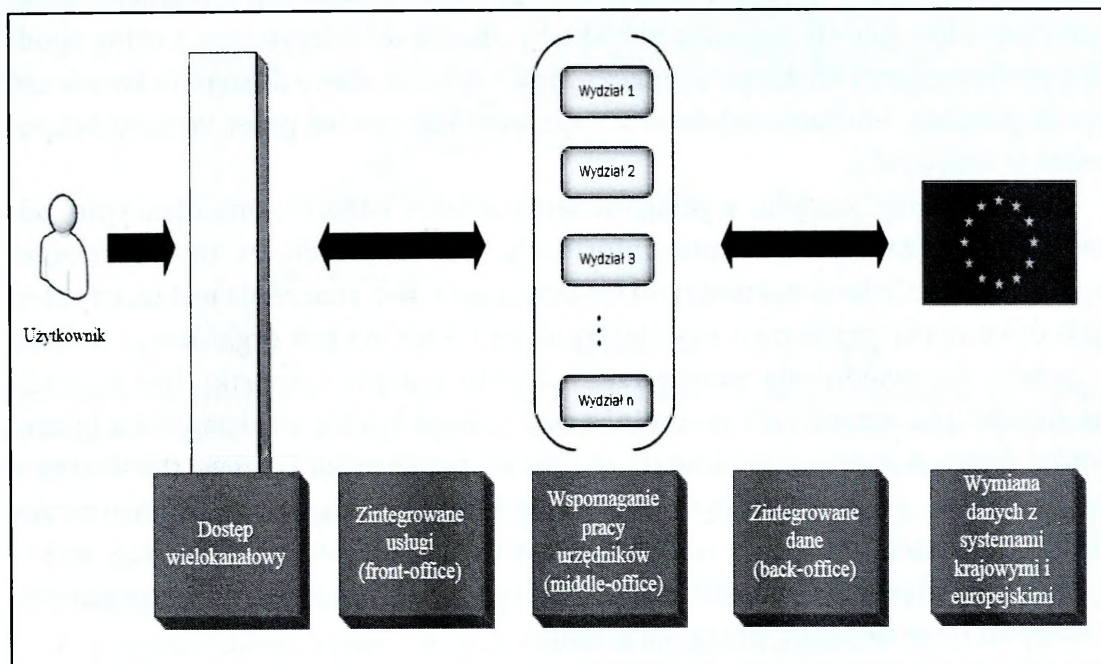 Wydział 1
Wydział 2
Wydział 3
Wydział n
Użytkownik
Dostęp
wielokanałowy
Zintegrowane
usługi
(front-office)
Wspomaganie
pracy
urzędników
(middle-office)
Zintegrowane
dane
(back-office)
Wymiana
danych z
systemami
krajowymi i
europejskimi